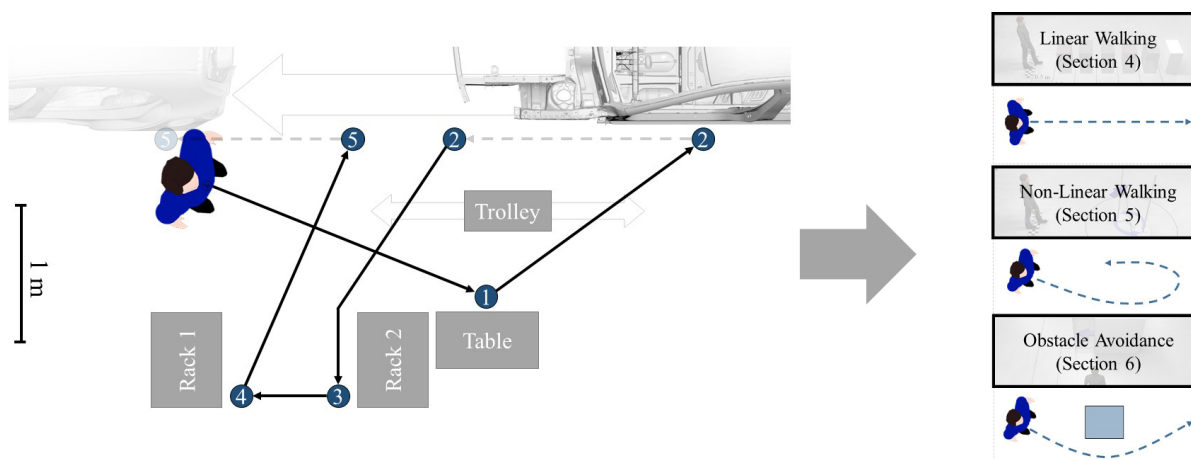 Linear Walking
(Section 4)
5
5
2
2
Trolley
1 m
Non-Linear Walking
(Section 5)
1
Rack 1
Rack 2
Table
4
3
Obstacle Avoidance
(Section 6)